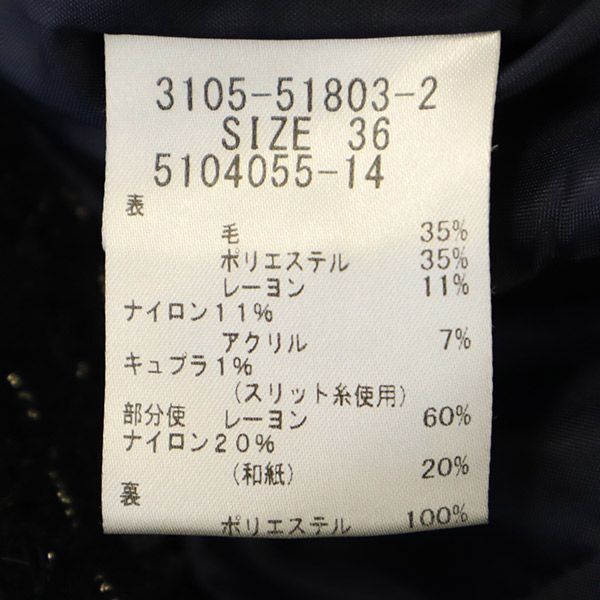 3105-51803-2
SIZE 36
5104055-14
表
毛 35%
ポリエステル 35%
レーヨン 11%
ナイロン11%
アクリル 7%
キュプラ1%
(スリット糸使用)
部分使 レーヨン 60%
ナイロン20%
(和紙) 20%
裏
ポリエステル 100%